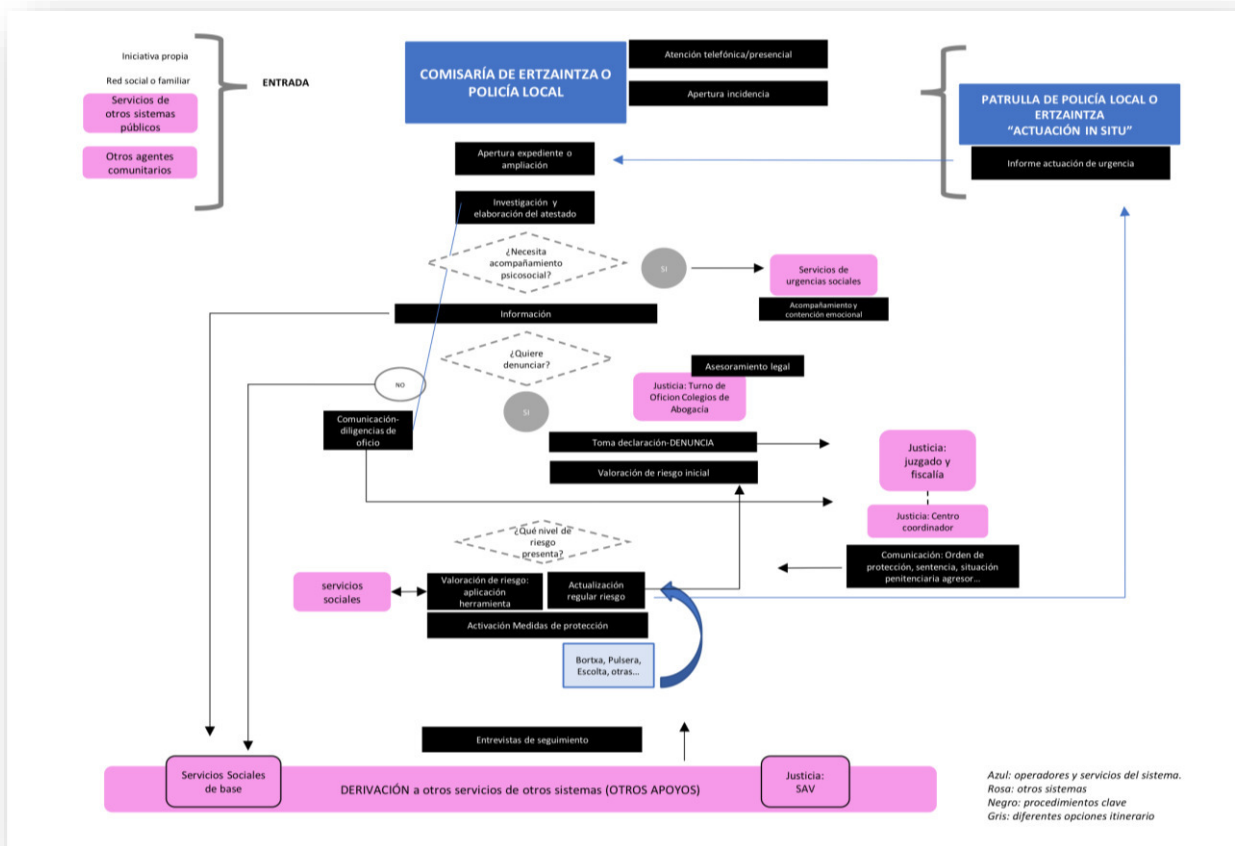 Iniciativa propia
Red social o familiar
Servicios de
otros sistemas
públicos
Otros agentes
comunitarios
ENTRADA
COMISARÍA DE ERTZAINTZA O
POLICÍA LOCAL
Atención telefónica/presencial
Apertura incidencia
PATRULLA DE POLICÍA LOCAL O
ERTZAINTZA
"ACTUACIÓN IN SITU"
Informe actuación de urgencia
Apertura expediente o
ampliación
Investigación y
elaboración del atestado
¿Necesita
acompañamiento
psicosocial?
SI
Servicios de
urgencias sociales
Acompañamiento y
contención emocional
Información
¿Quiere
denunciar?
NO
SI
Asesoramiento legal
Justicia: Turno de
Oficion Colegios de
Abogacía
Comunicación-
diligencias de
oficio
Toma declaración-DENUNCIA
Valoración de riesgo inicial
Justicia:
juzgado y
fiscalía
Justicia: Centro
coordinador
Comunicación: Orden de
protección, sentencia, situación
penitenciaria agresor...
¿Qué nivel de
riesgo
presenta?
servicios
sociales
Valoración de riesgo:
aplicación
herramienta
Actualización
regular riesgo
Activación Medidas de protección
Bortxa, Pulsera,
Escolta, otras...
Entrevistas de seguimiento
Servicios Sociales
de base
DERIVACIÓN a otros servicios de otros sistemas (OTROS APOYOS)
Justicia:
SAV
Azul: operadores y servicios del sistema.
Rosa: otros sistemas
Negro: procedimientos clave
Gris: diferentes opciones itinerario